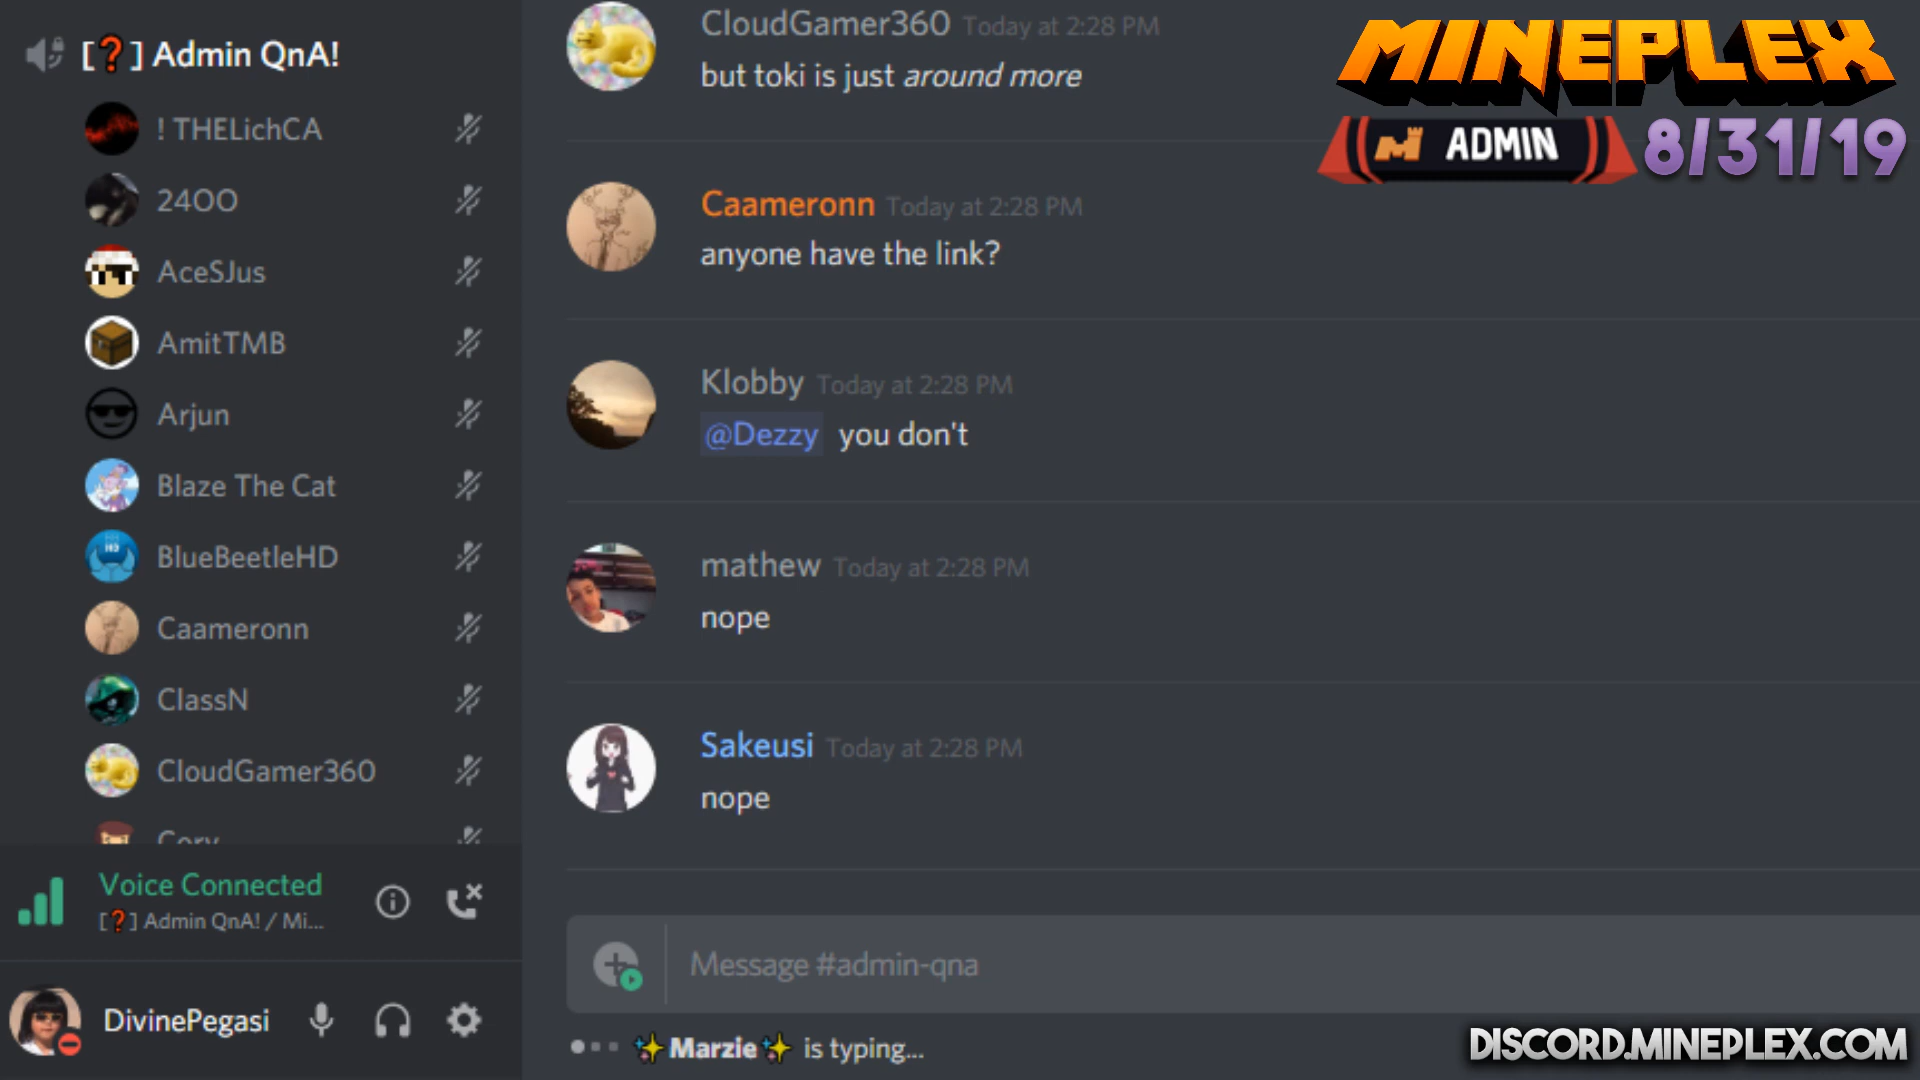 [❓] Admin QnA!
! THELichCA
24OO
AceSJus
AmitTMB
Arjun
Blaze The Cat
BlueBeetleHD
Caameronn
ClassN
CloudGamer360
Cory
Voice Connected
[❓] Admin QnA! / Mi...
DivinePegasi
CloudGamer360 Today at 2:28 PM
but toki is just around more
Caameronn Today at 2:28 PM
anyone have the link?
Klobby Today at 2:28 PM
@Dezzy you don't
mathew Today at 2:28 PM
nope
Sakeusi Today at 2:28 PM
nope
Message #admin-qna
✨Marzie✨ is typing...
MINEPLEX
ADMIN 8/31/19
DISCORD.MINEPLEX.COM